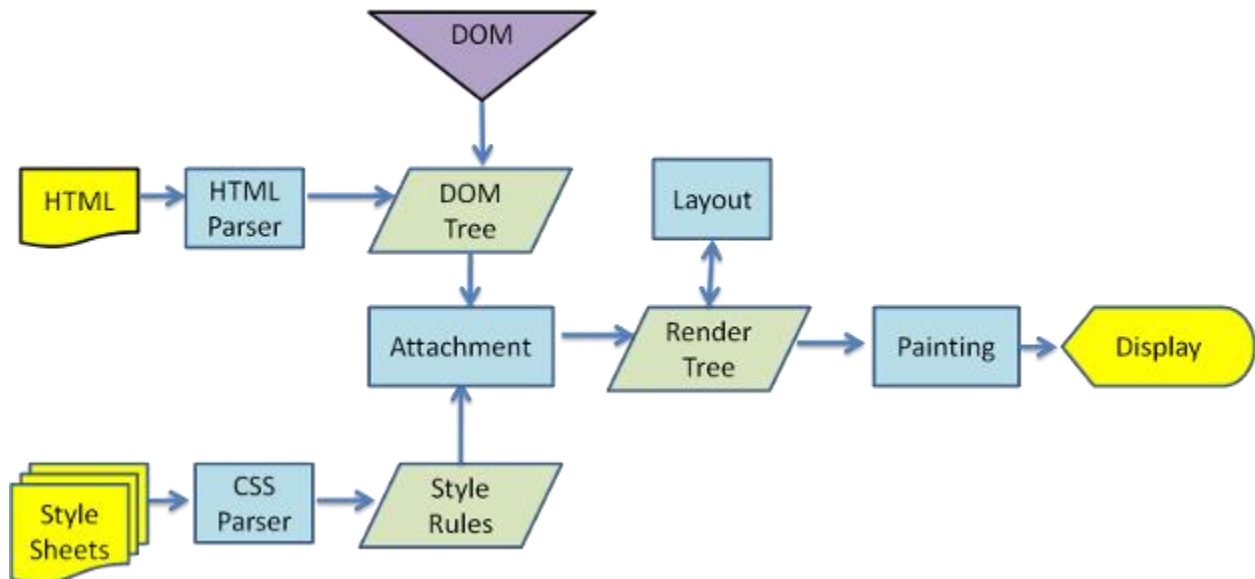 DOM
HTML
HTML
Parser
DOM
Tree
Layout
Attachment
Render
Tree
Painting
Display
Style
Sheets
CSS
Parser
Style
Rules